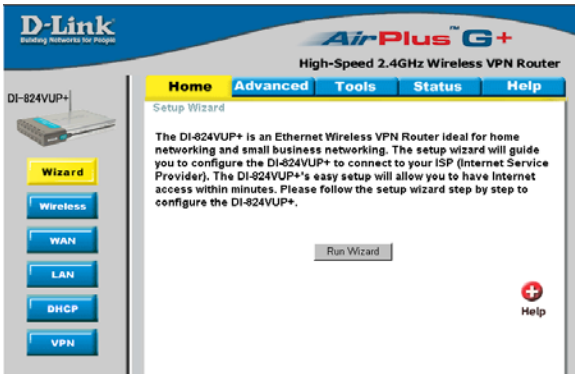 D-Link
Building Networks for People
AirPlus™ G+
High-Speed 2.4GHz Wireless VPN Router
DI-824VUP+
Home Advanced Tools Status Help
Setup Wizard
The DI-824VUP+ is an Ethernet Wireless VPN Router ideal for home
networking and small business networking. The setup wizard will guide
you to configure the DI-824VUP+ to connect to your ISP (Internet Service
Provider). The DI-824VUP+'s easy setup will allow you to have Internet
access within minutes. Please follow the setup wizard step by step to
configure the DI-824VUP+.
Run Wizard
Help
Wizard
Wireless
WAN
LAN
DHCP
VPN